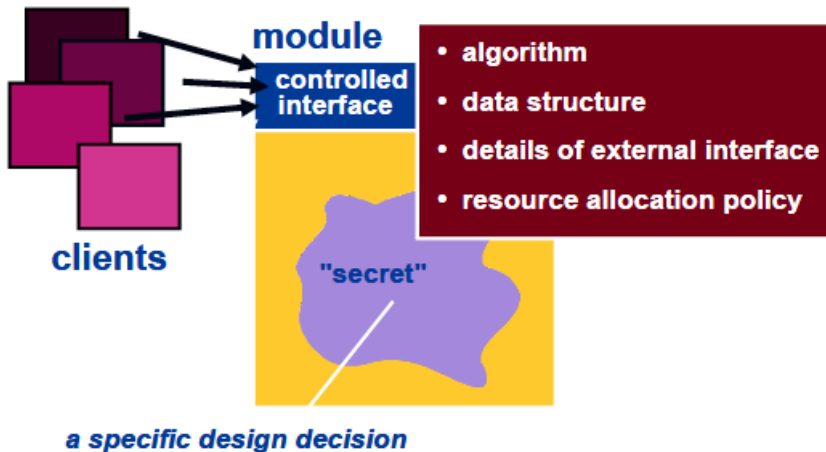 module
controlled
interface
• algorithm
• data structure
• details of external interface
• resource allocation policy
clients
"secret"
a specific design decision